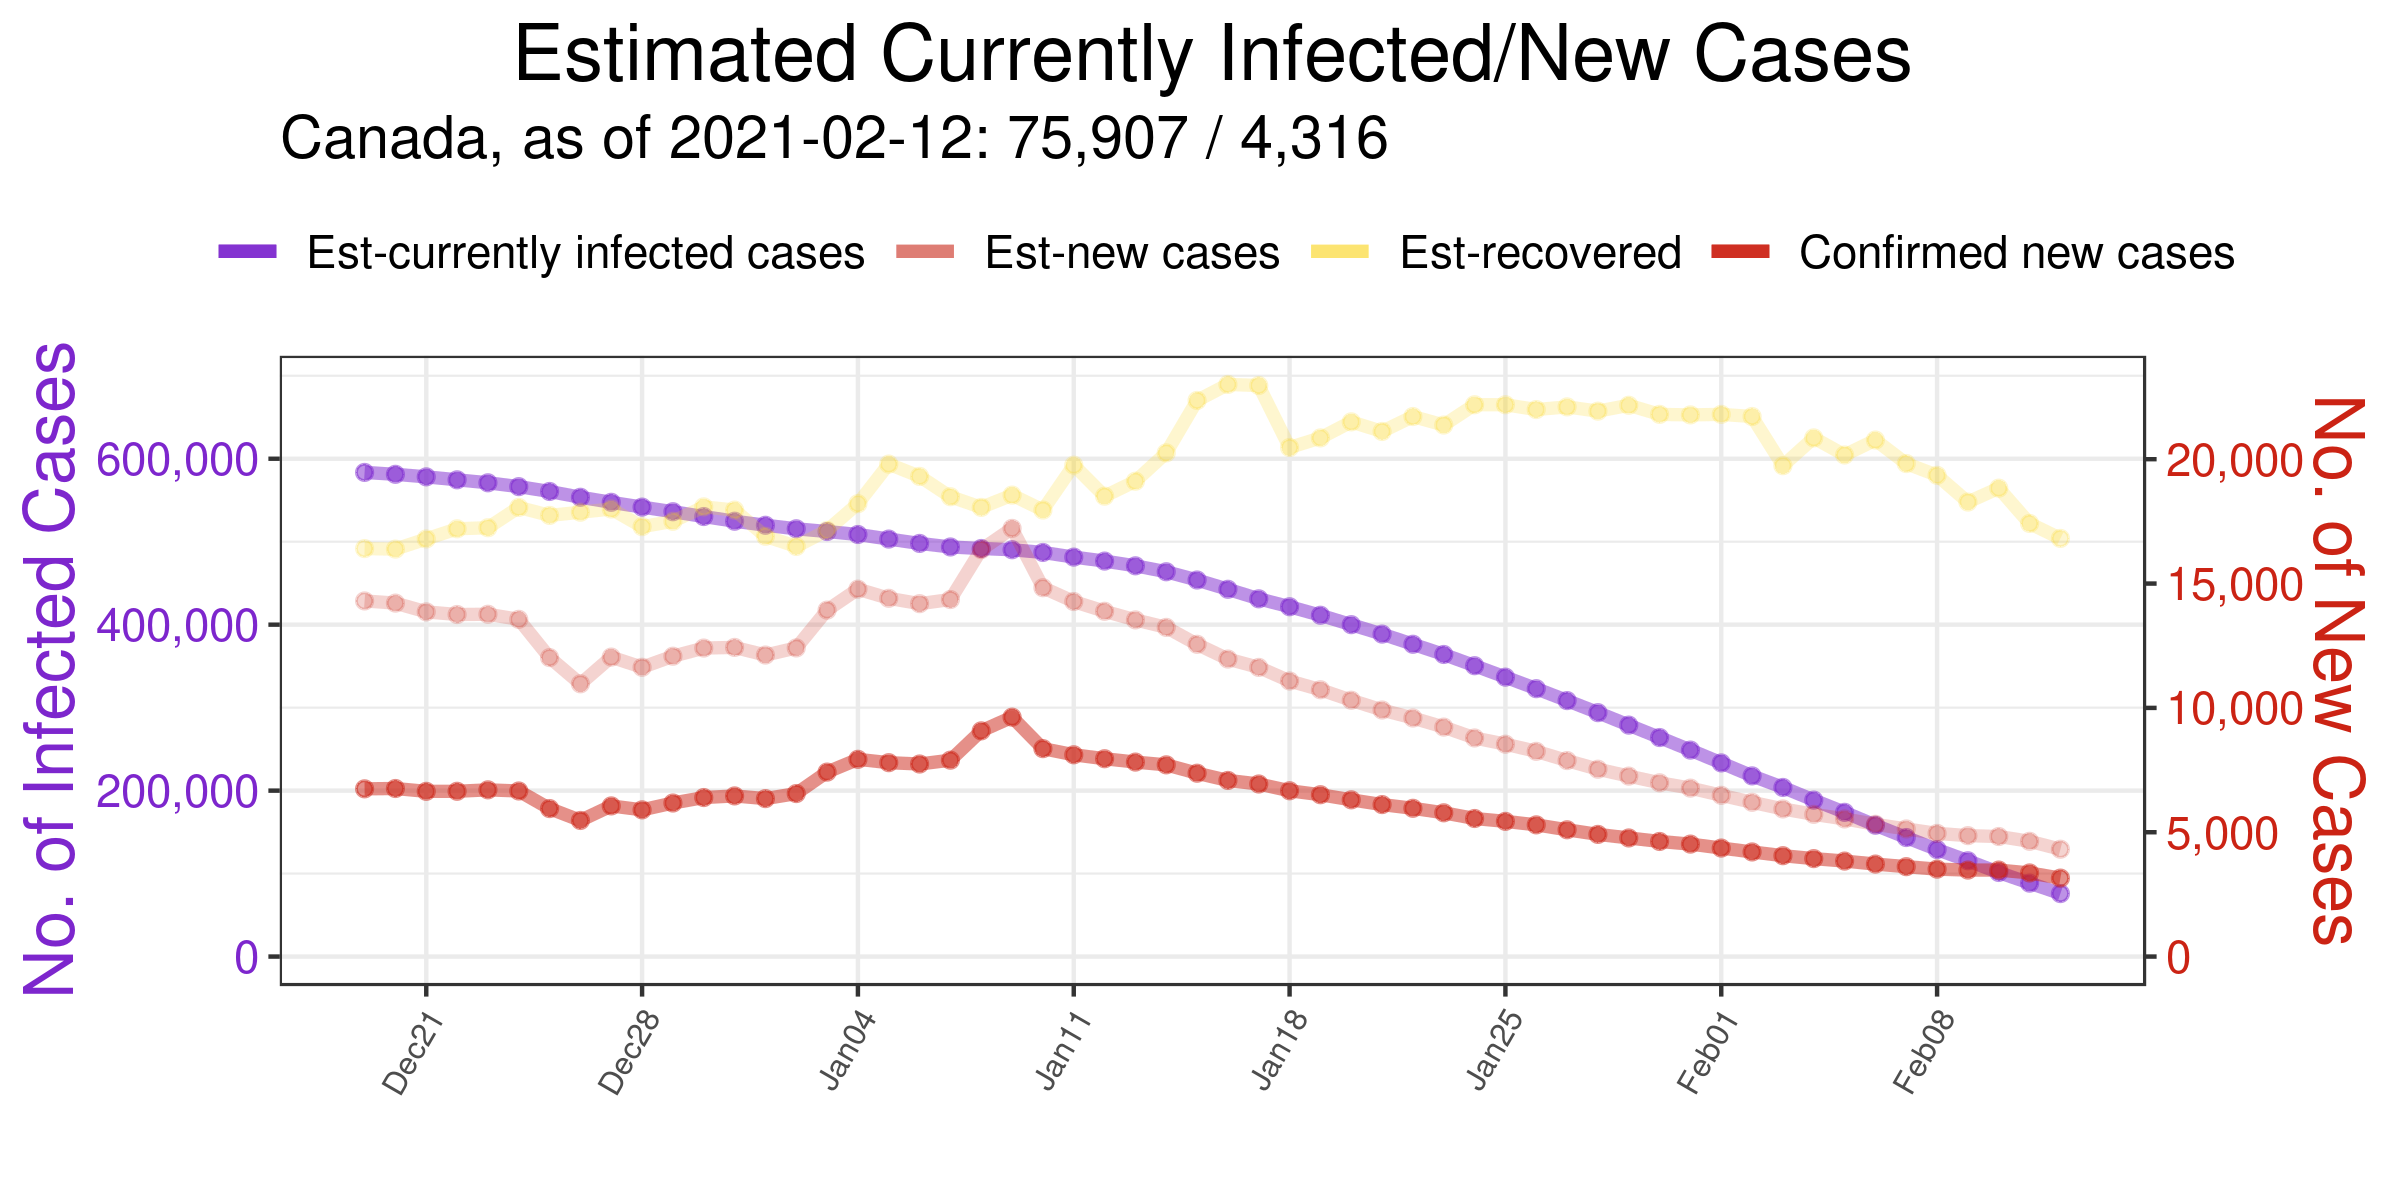 Estimated Currently Infected/New Cases
Canada, as of 2021-02-12: 75,907 / 4,316
Est-currently infected cases Est-new cases Est-recovered Confirmed new cases
No. of Infected Cases
600,000
400,000
200,000
0
20,000
15,000
10,000
5,000
0
No. of New Cases
Dec21 Dec28 Jan04 Jan11 Jan18 Jan25 Feb01 Feb08